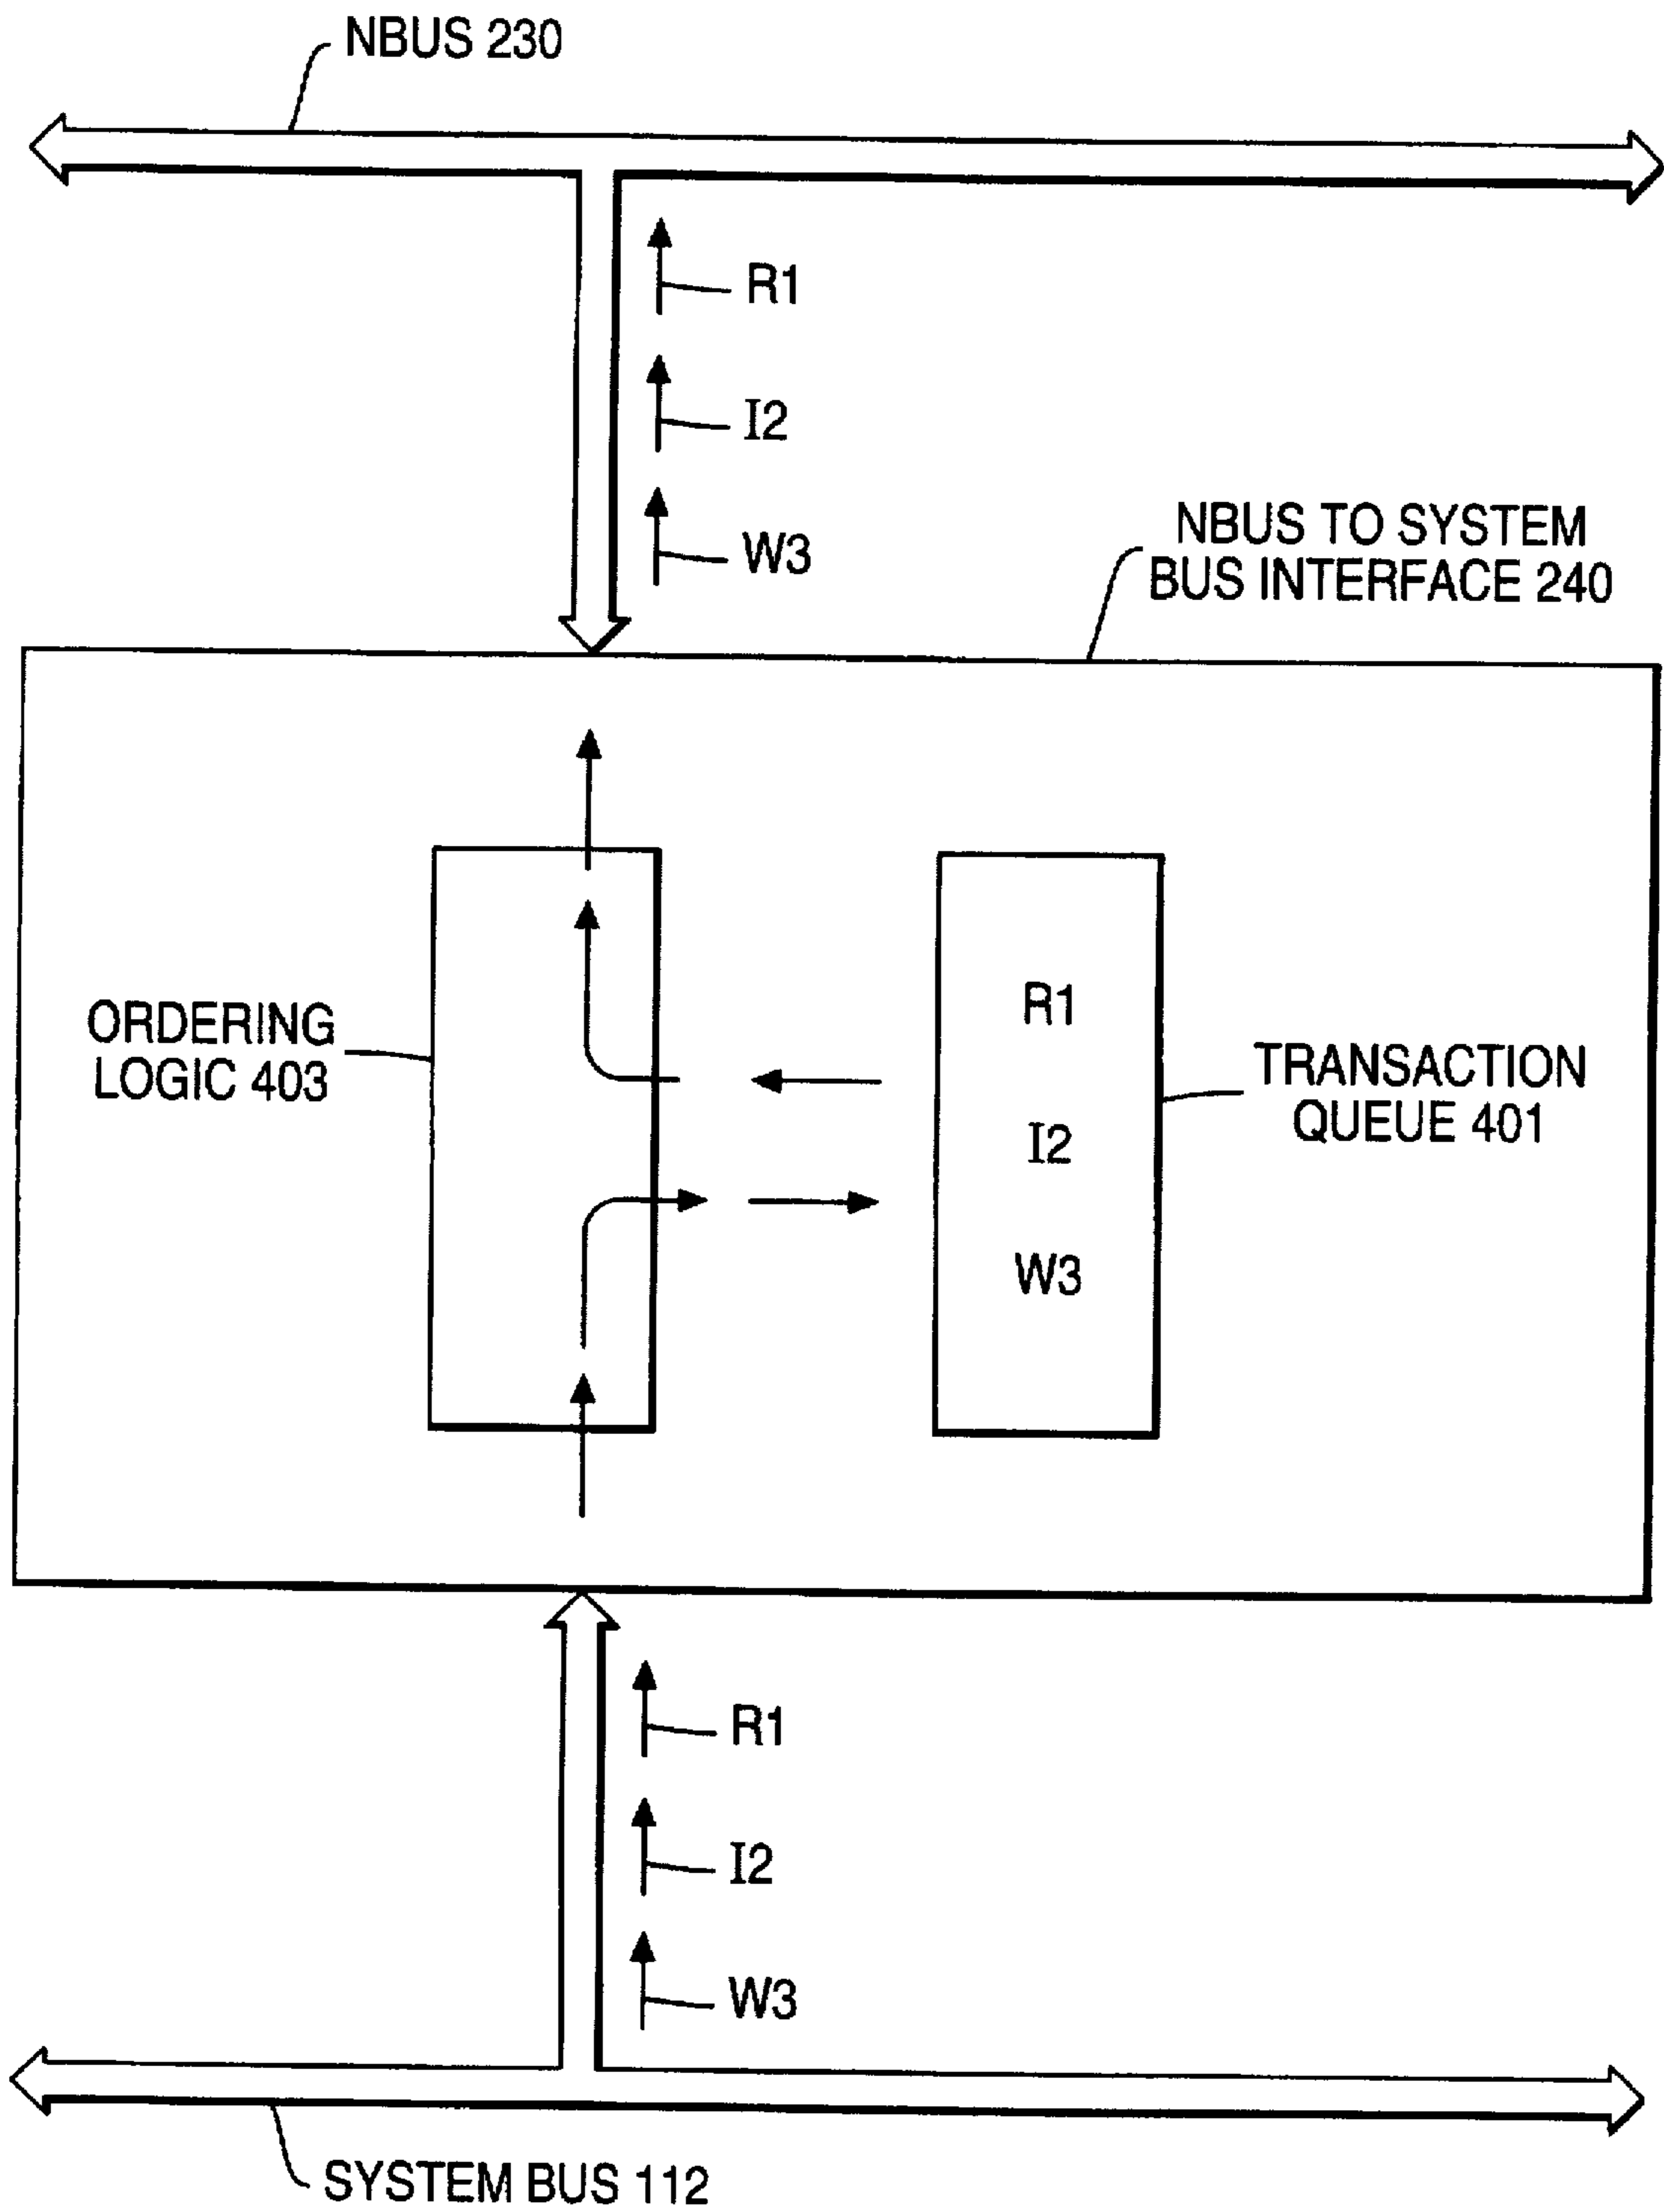 NBUS 230
R1
I2
W3
NBUS TO SYSTEM
BUS INTERFACE 240
ORDERING
LOGIC 403
R1
I2
W3
TRANSACTION
QUEUE 401
R1
I2
W3
SYSTEM BUS 112